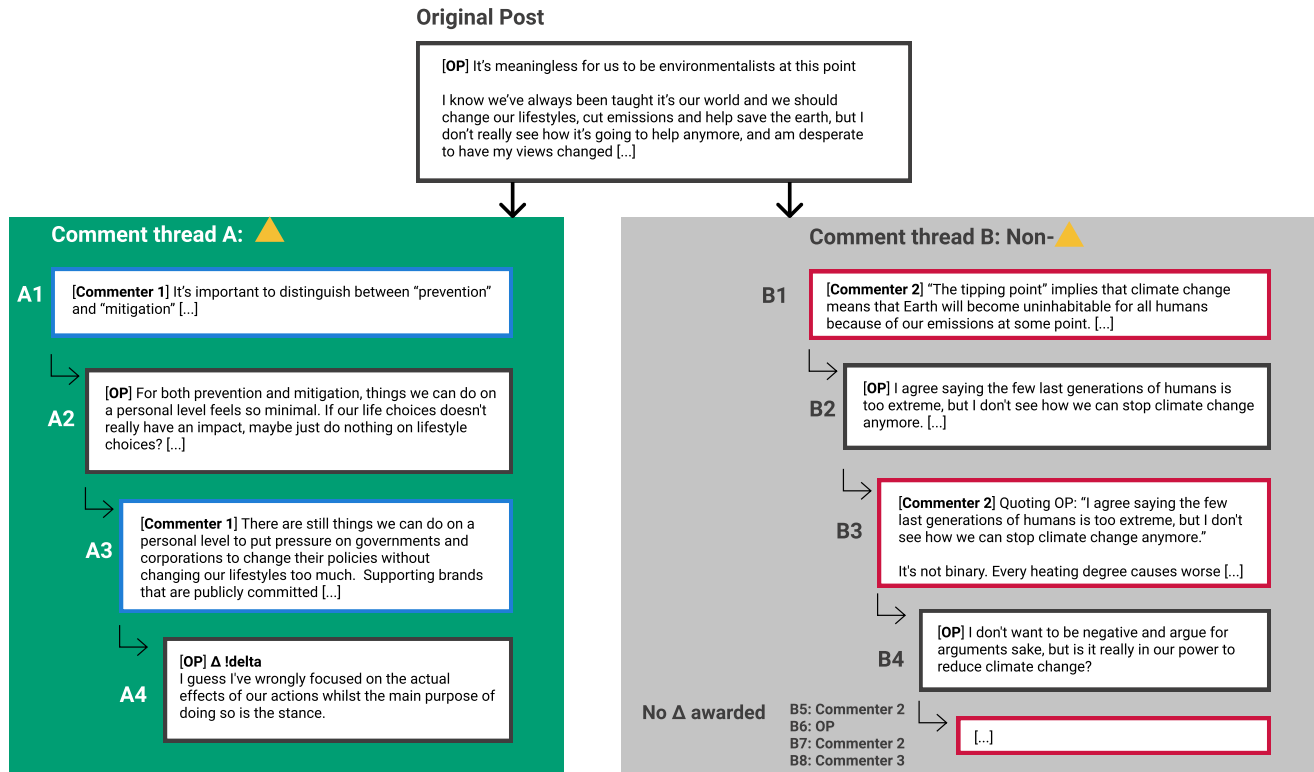 Original Post
[OP] It’s meaningless for us to be environmentalists at this point
I know we’ve always been taught it’s our world and we should
change our lifestyles, cut emissions and help save the earth, but I
don’t really see how it’s going to help anymore, and am desperate
to have my views changed [...]
Comment thread A:
A1
[Commenter 1] It’s important to distinguish between “prevention”
and “mitigation” [...]
A2
[OP] For both prevention and mitigation, things we can do on
a personal level feels so minimal. If our life choices doesn't
really have an impact, maybe just do nothing on lifestyle
choices? [...]
A3
[Commenter 1] There are still things we can do on a
personal level to put pressure on governments and
corporations to change their policies without
changing our lifestyles too much.  Supporting brands
that are publicly committed [...]
A4
[OP] Δ !delta
I guess I've wrongly focused on the actual
effects of our actions whilst the main purpose of
doing so is the stance.
Comment thread B: Non-
B1
[Commenter 2] “The tipping point” implies that climate change
means that Earth will become uninhabitable for all humans
because of our emissions at some point. [...]
B2
[OP] I agree saying the few last generations of humans is
too extreme, but I don't see how we can stop climate change
anymore. [...]
B3
[Commenter 2] Quoting OP: “I agree saying the few
last generations of humans is too extreme, but I don't
see how we can stop climate change anymore.”
It's not binary. Every heating degree causes worse [...]
B4
[OP] I don't want to be negative and argue for
arguments sake, but is it really in our power to
reduce climate change?
No Δ awarded
B5: Commenter 2
B6: OP
B7: Commenter 2
B8: Commenter 3
[...]